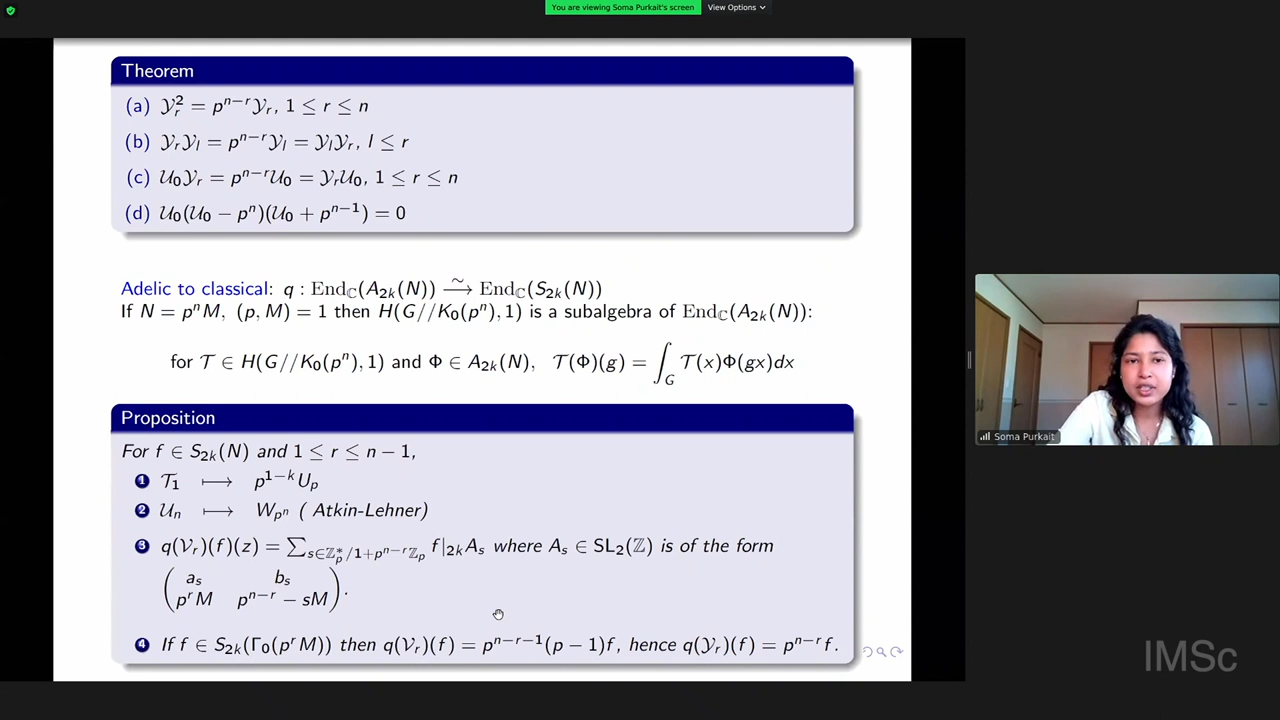 You are viewing Soma Purkait's screen
View Options
Theorem
(a) 𝒴_r^2 = p^{n−r}𝒴_r, 1 ≤ r ≤ n
(b) 𝒴_r𝒴_l = p^{n−r}𝒴_l = 𝒴_l𝒴_r, l ≤ r
(c) 𝒰_0𝒴_r = p^{n−r}𝒰_0 = 𝒴_r𝒰_0, 1 ≤ r ≤ n
(d) 𝒰_0(𝒰_0 − p^n)(𝒰_0 + p^{n−1}) = 0
Adelic to classical: q : End_ℂ(A_{2k}(N)) ⟶^∼ End_ℂ(S_{2k}(N))
If N = p^nM, (p, M) = 1 then H(G//K_0(p^n), 1) is a subalgebra of End_ℂ(A_{2k}(N)):
for 𝒯 ∈ H(G//K_0(p^n), 1) and Φ ∈ A_{2k}(N), 𝒯(Φ)(g) = ∫_G 𝒯(x)Φ(gx)dx
Proposition
For f ∈ S_{2k}(N) and 1 ≤ r ≤ n − 1,
1 𝒯_1 ⟼ p^{1−k}U_p
2 𝒰_n ⟼ W_{p^n} ( Atkin-Lehner)
3 q(𝒱_r)(f)(z) = ∑_{s∈ℤ_p^*/1+p^{n−r}ℤ_p} f|_{2k}A_s where A_s ∈ SL_2(ℤ) is of the form
(a_s b_s
p^rM p^{n−r} − sM).
4 If f ∈ S_{2k}(Γ_0(p^rM)) then q(𝒱_r)(f) = p^{n−r−1}(p − 1)f, hence q(𝒴_r)(f) = p^{n−r}f.
Soma Purkait
IMSc